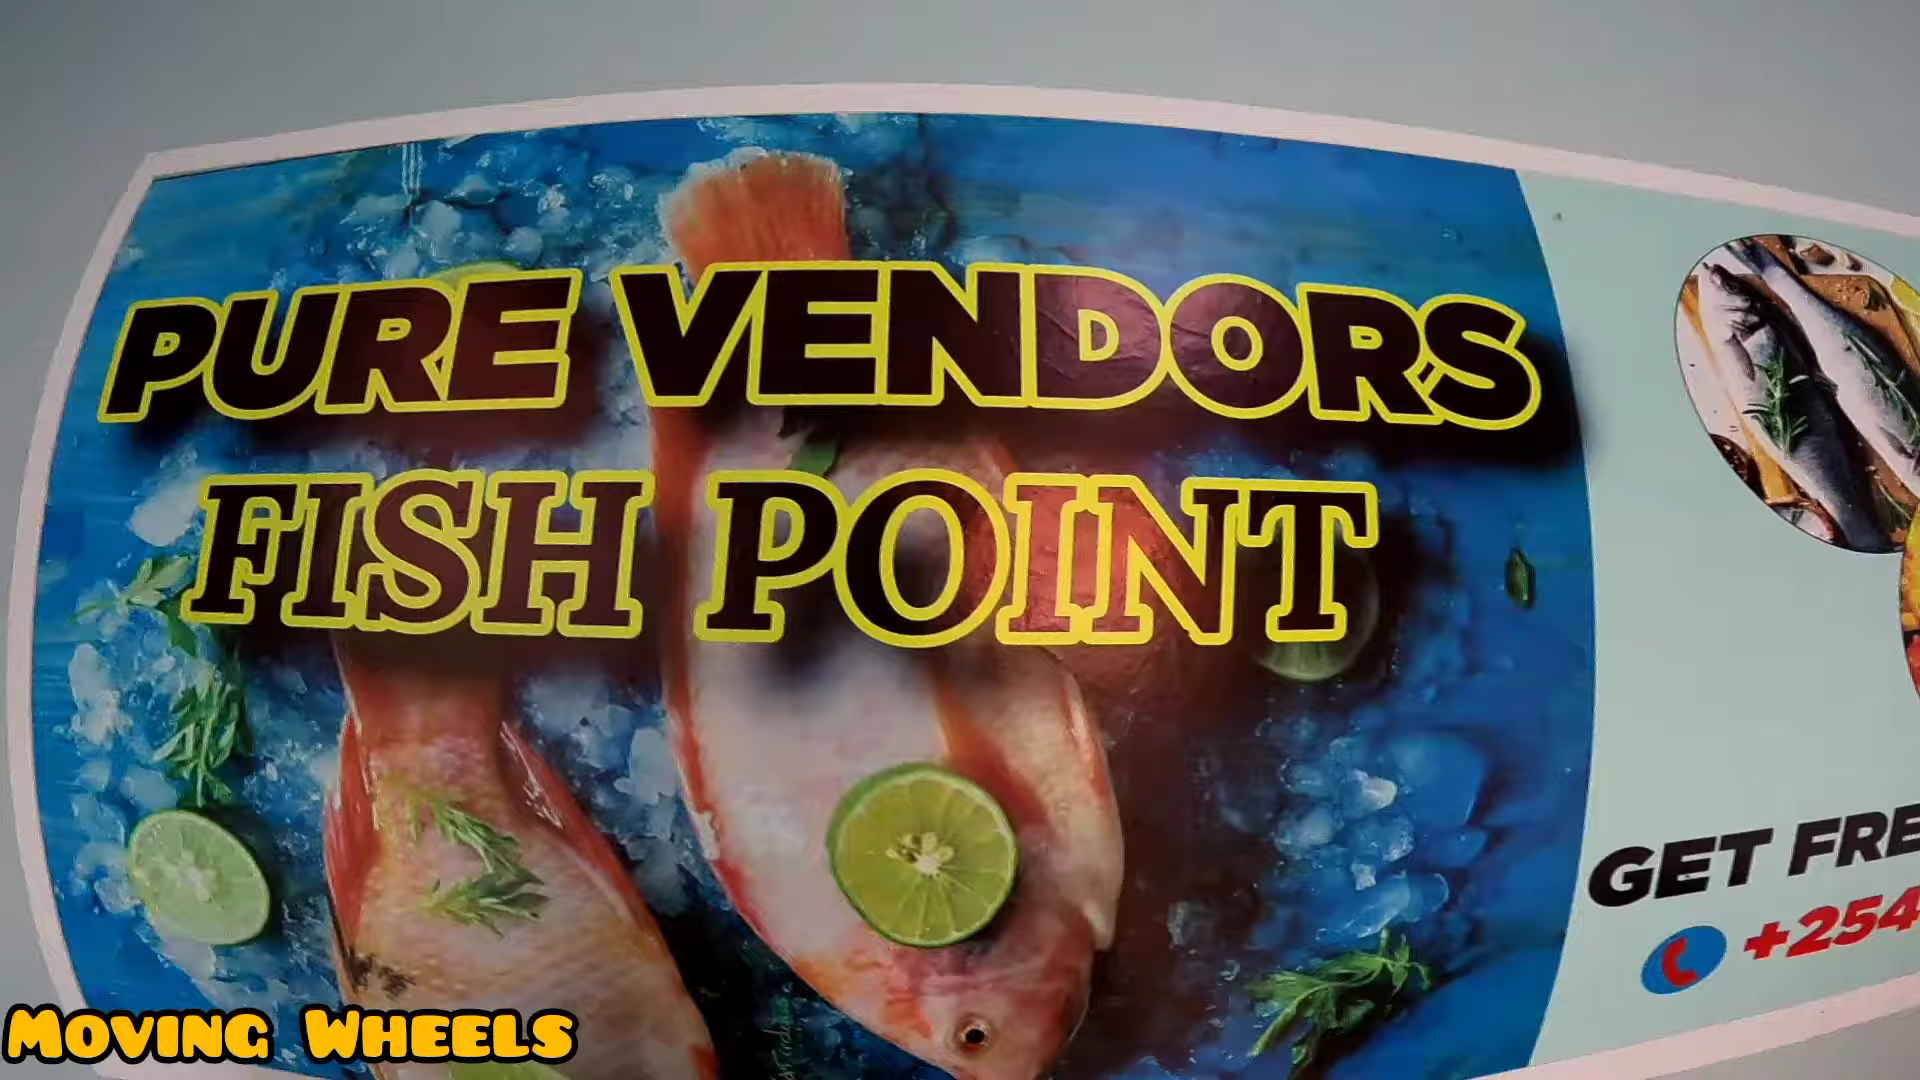 PURE VENDORS
FISH POINT
GET FRE
+254
MOVING WHEELS